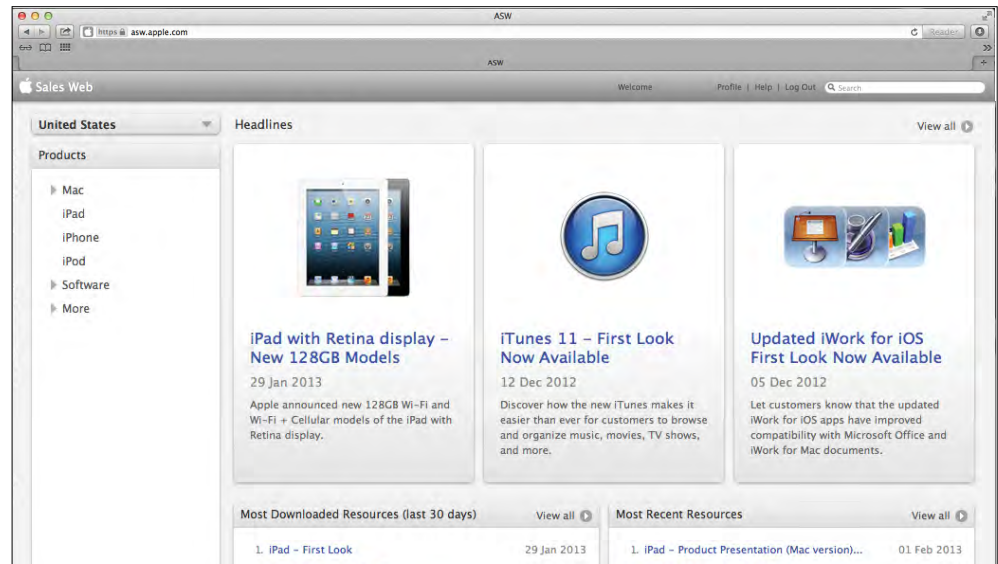 ASW
https asw.apple.com
Reader
ASW
Sales Web
Welcome
Profile | Help | Log Out
Search
United States
Products
Mac
iPad
iPhone
iPod
Software
More
Headlines
View all
iPad with Retina display –
New 128GB Models
29 Jan 2013
Apple announced new 128GB Wi-Fi and
Wi-Fi + Cellular models of the iPad with
Retina display.
iTunes 11 – First Look
Now Available
12 Dec 2012
Discover how the new iTunes makes it
easier than ever for customers to browse
and organize music, movies, TV shows,
and more.
Updated iWork for iOS
First Look Now Available
05 Dec 2012
Let customers know that the updated
iWork for iOS apps have improved
compatibility with Microsoft Office and
iWork for Mac documents.
Most Downloaded Resources (last 30 days)
View all
1. iPad – First Look
29 Jan 2013
Most Recent Resources
View all
1. iPad – Product Presentation (Mac version)...
01 Feb 2013